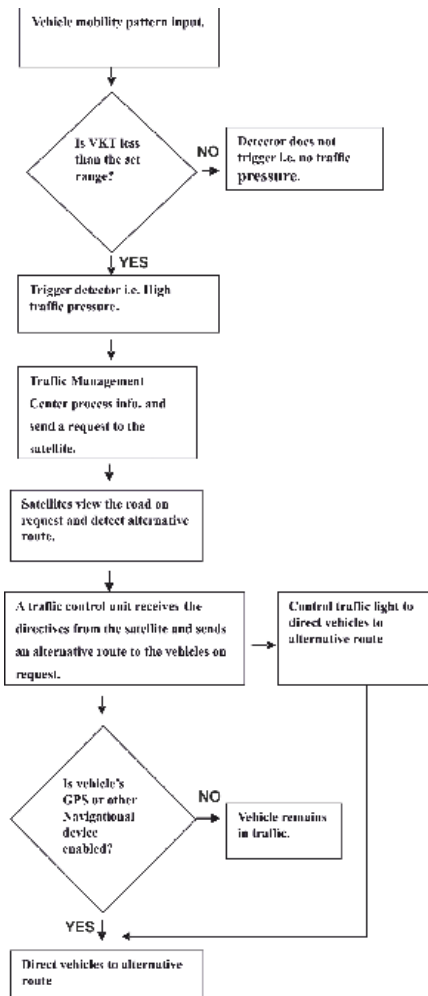 Vehicle mobility pattern input.
Is VKT less
than the set
range?
NO
Detector does not
trigger i.e. no traffic
pressure.
YES
Trigger detector i.e. High
traffic pressure.
Traffic Management
Center process info. and
send a request to the
satellite.
Satellites view the road on
request and detect alternative
route.
A traffic control unit receives the
directives from the satellite and sends
an alternative route to the vehicles on
request.
Control traffic light to
direct vehicles to
alternative route
Is vehicle's
GPS or other
Navigational
device
enabled?
NO
Vehicle remains
in traffic.
YES
Direct vehicles to alternative
route